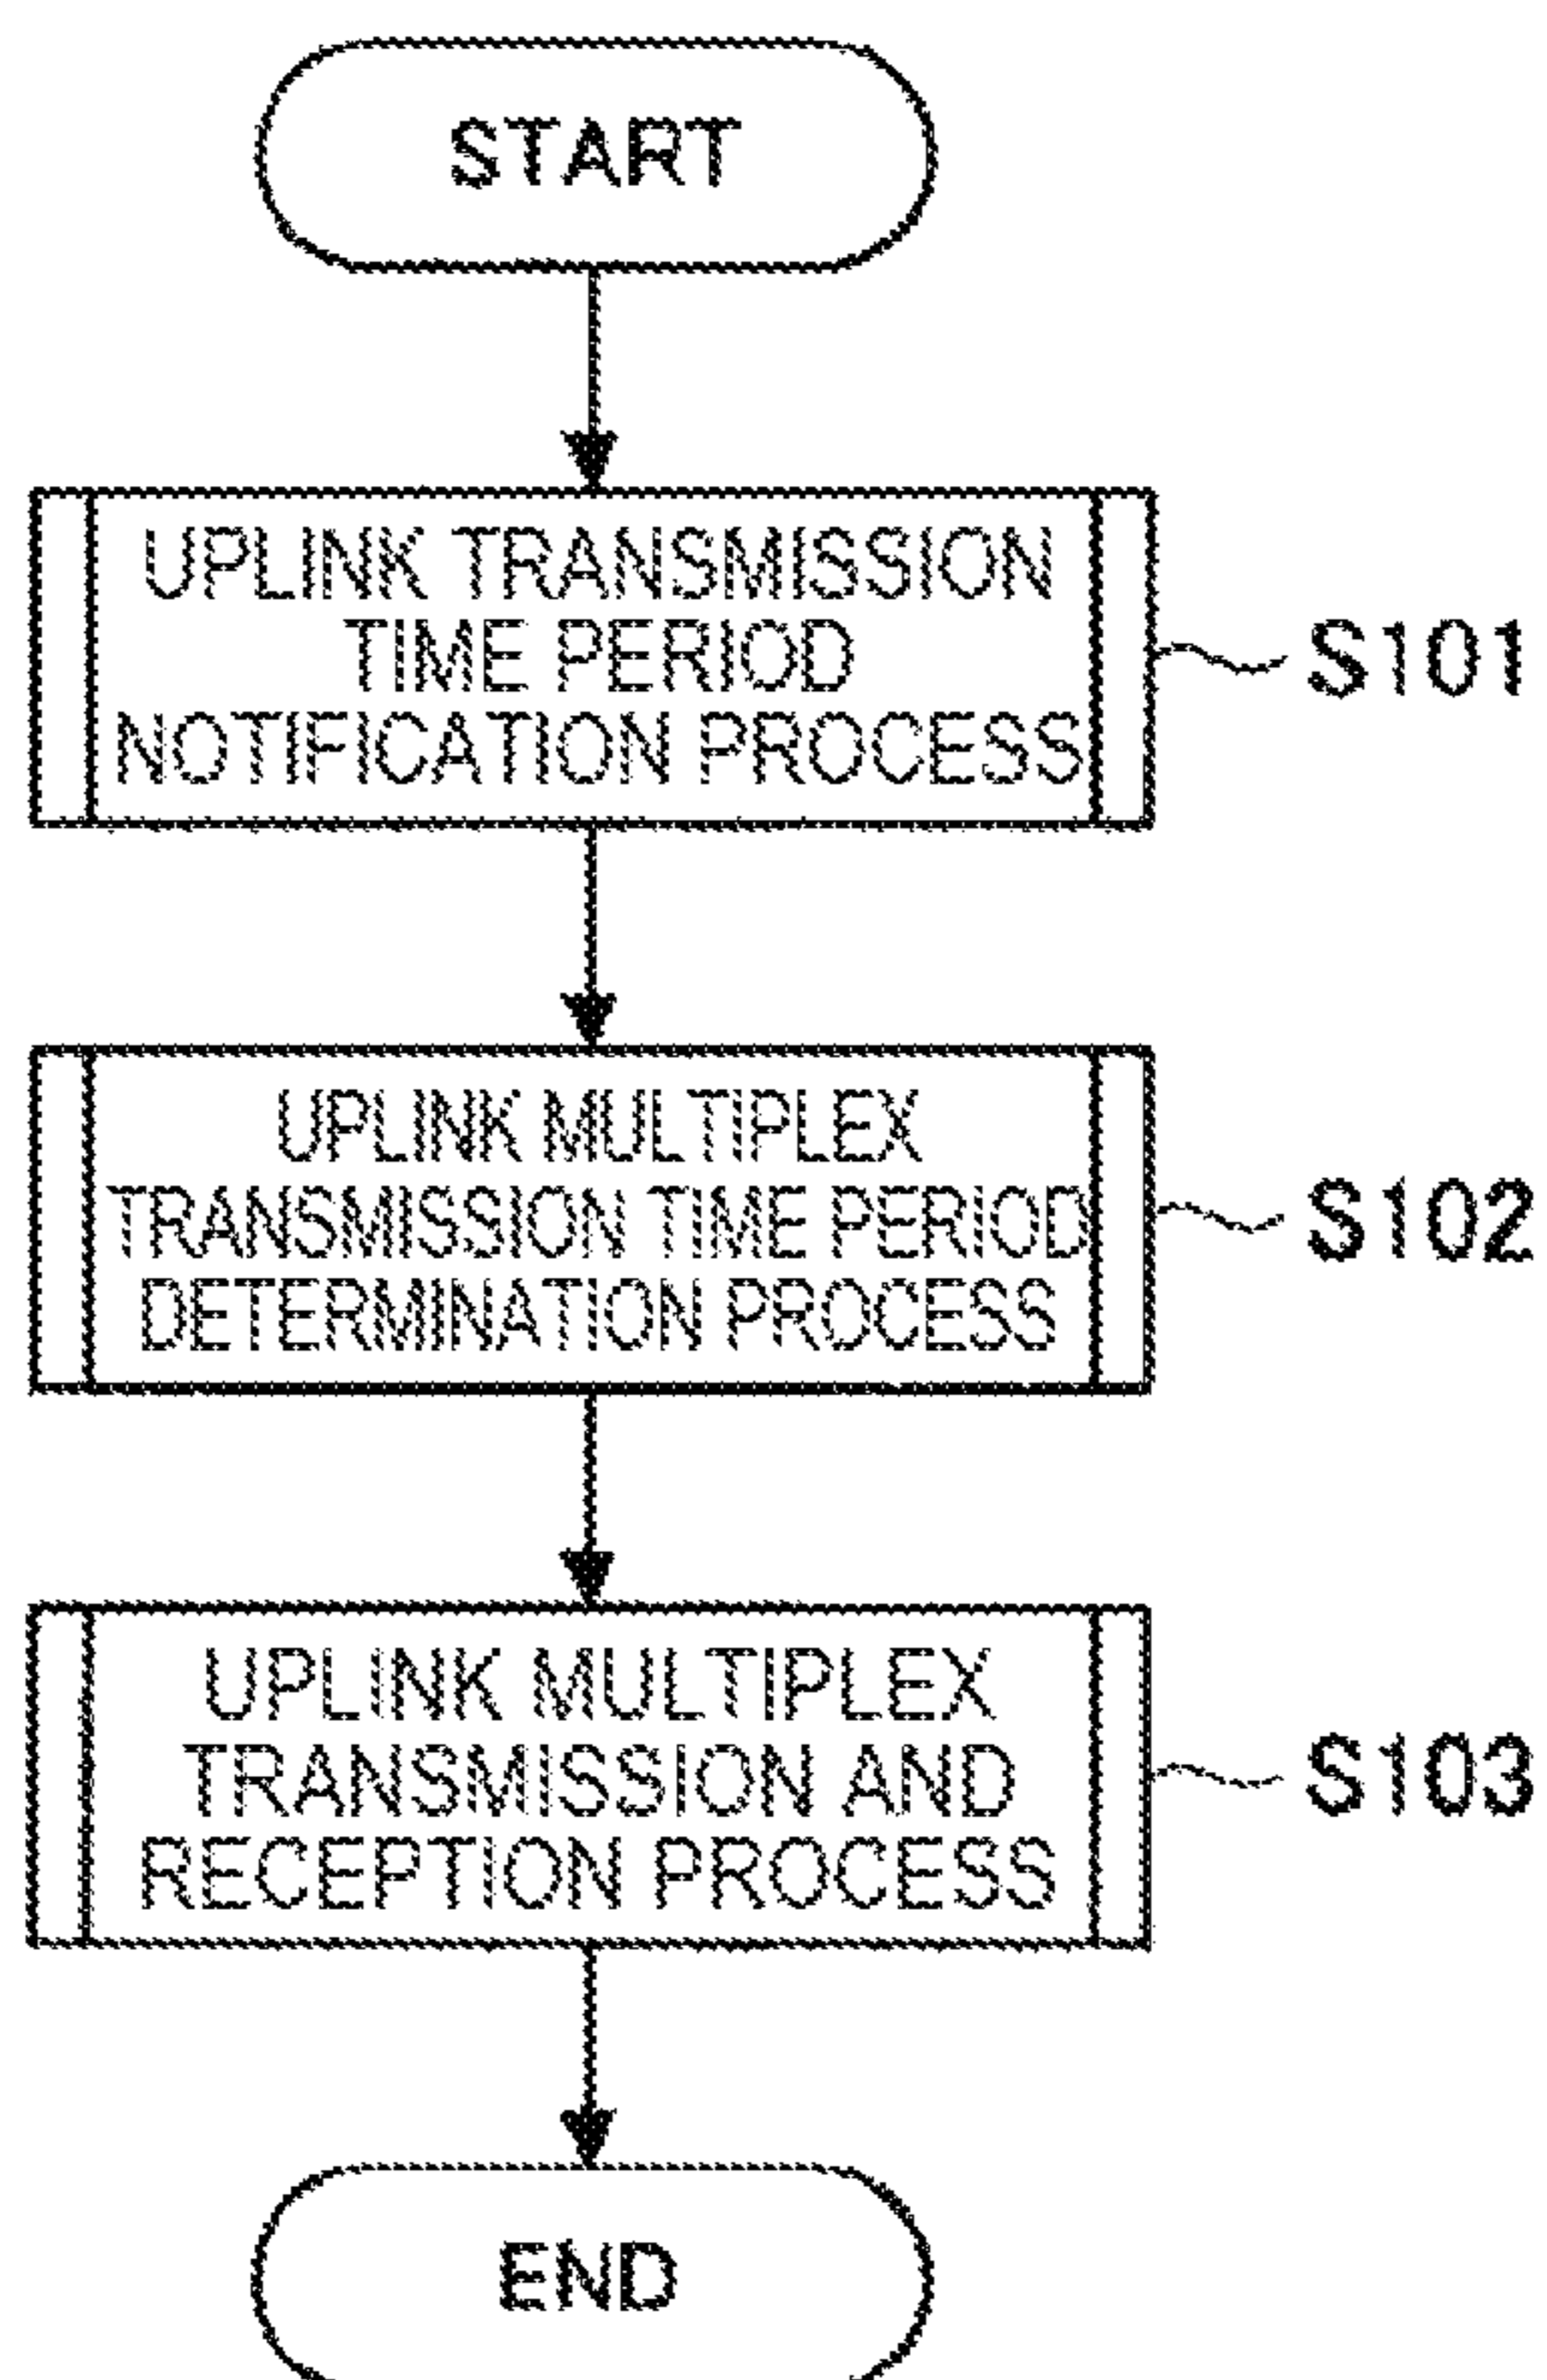 START
UPLINK TRANSMISSION
TIME PERIOD
NOTIFICATION PROCESS
S101
UPLINK MULTIPLEX
TRANSMISSION TIME PERIOD
DETERMINATION PROCESS
S102
UPLINK MULTIPLEX
TRANSMISSION AND
RECEPTION PROCESS
S103
END